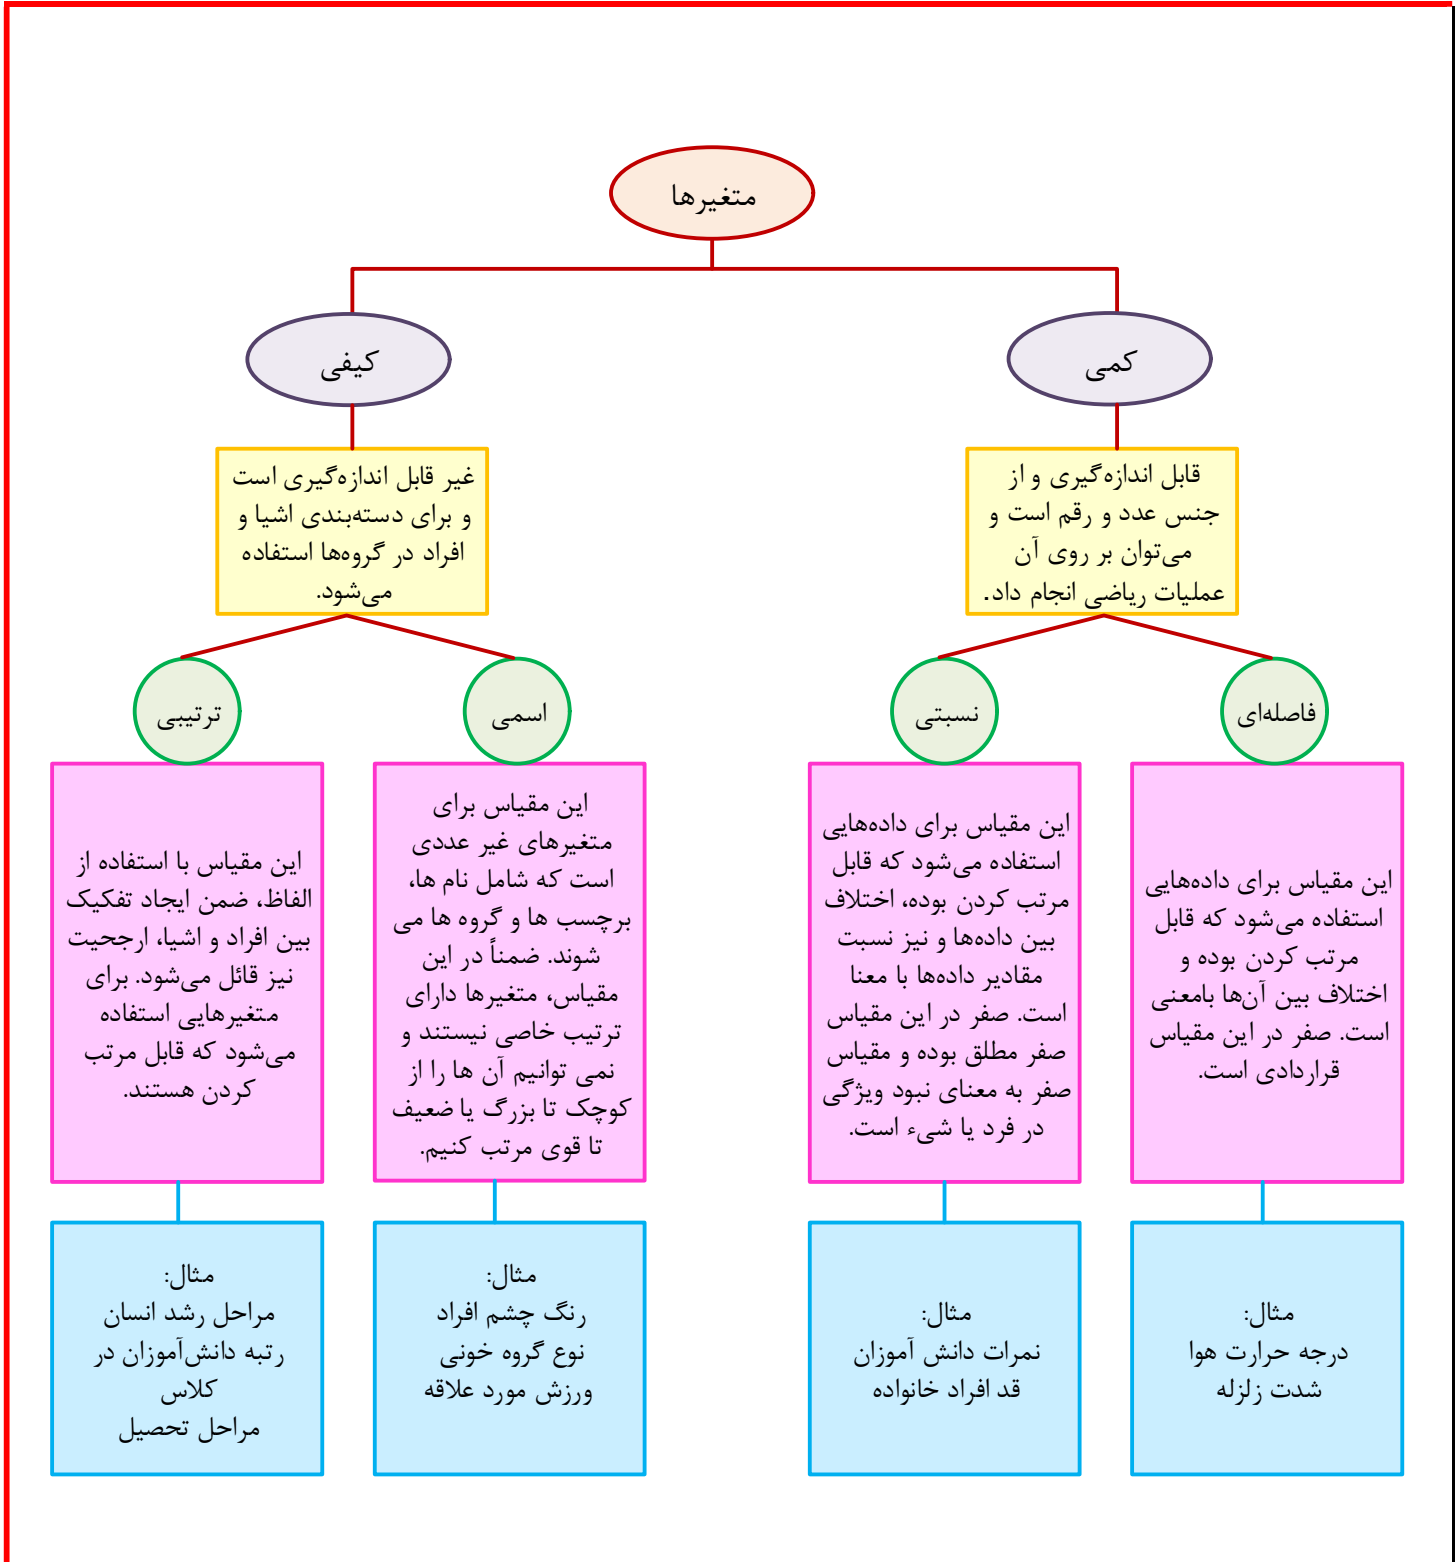 متغیرها
کمی
کیفی
قابل اندازه‌گیری و از
جنس عدد و رقم است و
می‌توان بر روی آن
عملیات ریاضی انجام داد.
غیر قابل اندازه‌گیری است
و برای دسته‌بندی اشیا و
افراد در گروه‌ها استفاده
می‌شود.
فاصله‌ای
نسبتی
اسمی
ترتیبی
این مقیاس برای داده‌هایی
استفاده می‌شود که قابل
مرتب کردن بوده و
اختلاف بین آن‌ها بامعنی
است. صفر در این مقیاس
قراردادی است.
این مقیاس برای داده‌هایی
استفاده می‌شود که قابل
مرتب کردن بوده، اختلاف
بین داده‌ها و نیز نسبت
مقادیر داده‌ها با معنا
است. صفر در این مقیاس
صفر مطلق بوده و مقیاس
صفر به معنای نبود ویژگی
در فرد یا شیء است.
این مقیاس برای
متغیرهای غیر عددی
است که شامل نام ها،
برچسب ها و گروه ها می
شوند. ضمناً در این
مقیاس، متغیرها دارای
ترتیب خاصی نیستند و
نمی توانیم آن ها را از
کوچک تا بزرگ یا ضعیف
تا قوی مرتب کنیم.
این مقیاس با استفاده از
الفاظ، ضمن ایجاد تفکیک
بین افراد و اشیا، ارجحیت
نیز قائل می‌شود. برای
متغیرهایی استفاده
می‌شود که قابل مرتب
کردن هستند.
مثال:
درجه حرارت هوا
شدت زلزله
مثال:
نمرات دانش آموزان
قد افراد خانواده
مثال:
رنگ چشم افراد
نوع گروه خونی
ورزش مورد علاقه
مثال:
مراحل رشد انسان
رتبه دانش‌آموزان در
کلاس
مراحل تحصیل